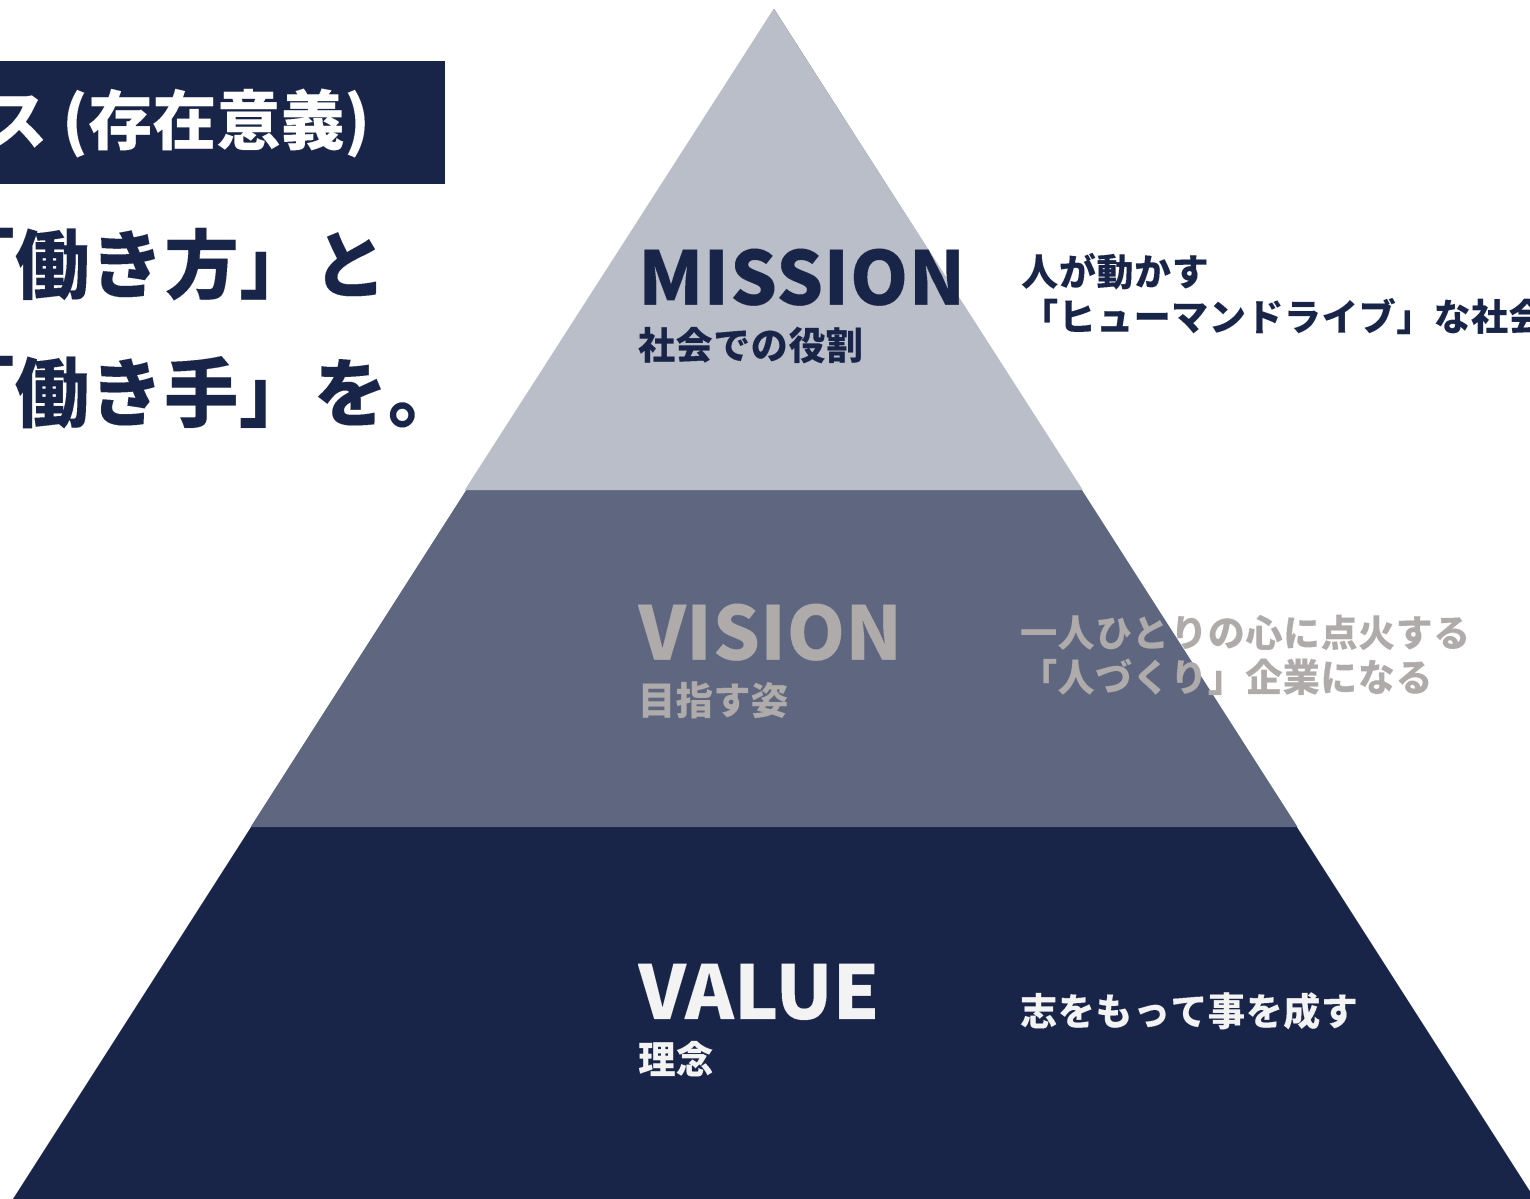 ス (存在意義)
「働き方」と
「働き手」を。
MISSION
社会での役割
人が動かす
「ヒューマンドライブ」な社会
VISION
目指す姿
一人ひとりの心に点火する
「人づくり」企業になる
VALUE
理念
志をもって事を成す